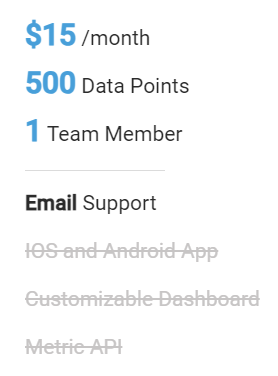 $15 /month
500 Data Points
1 Team Member
Email Support
IOS and Android App
Customizable Dashboard
Metric API